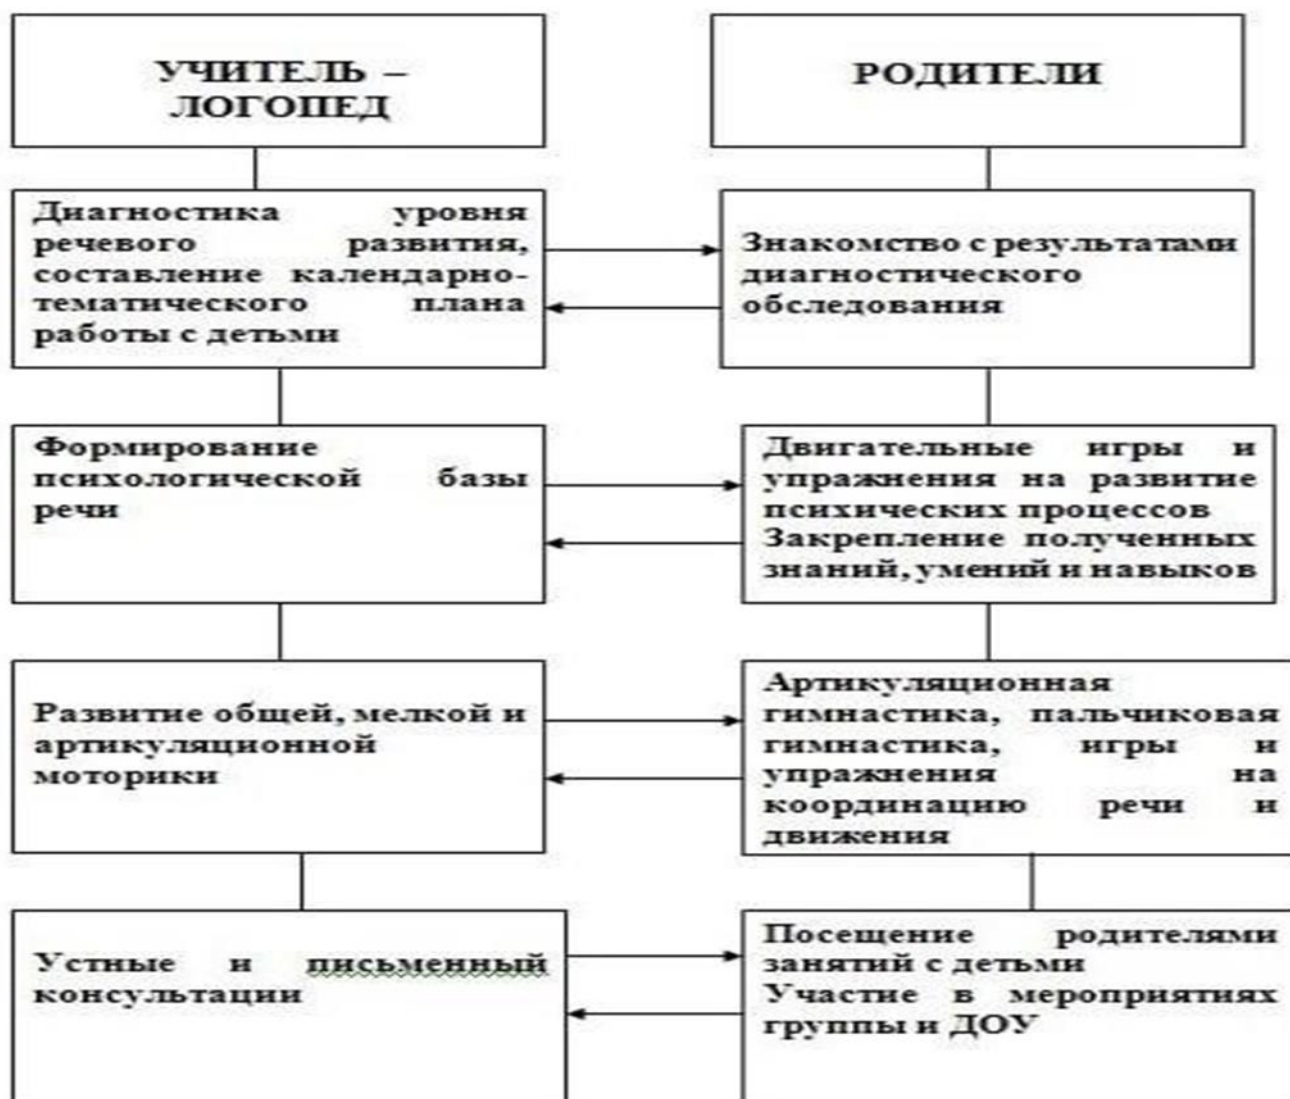 УЧИТЕЛЬ –
ЛОГОПЕД
РОДИТЕЛИ
Диагностика уровня
речевого развития,
составление календарно-
тематического плана
работы с детьми
Знакомство с результатами
диагностического
обследования
Формирование
психологической базы
речи
Двигательные игры и
упражнения на развитие
психических процессов
Закрепление полученных
знаний, умений и навыков
Развитие общей, мелкой и
артикуляционной
моторики
Артикуляционная
гимнастика, пальчиковая
гимнастика, игры и
упражнения на
координацию речи и
движения
Устные и письменный
консультации
Посещение родителями
занятий с детьми
Участие в мероприятиях
группы и ДОУ